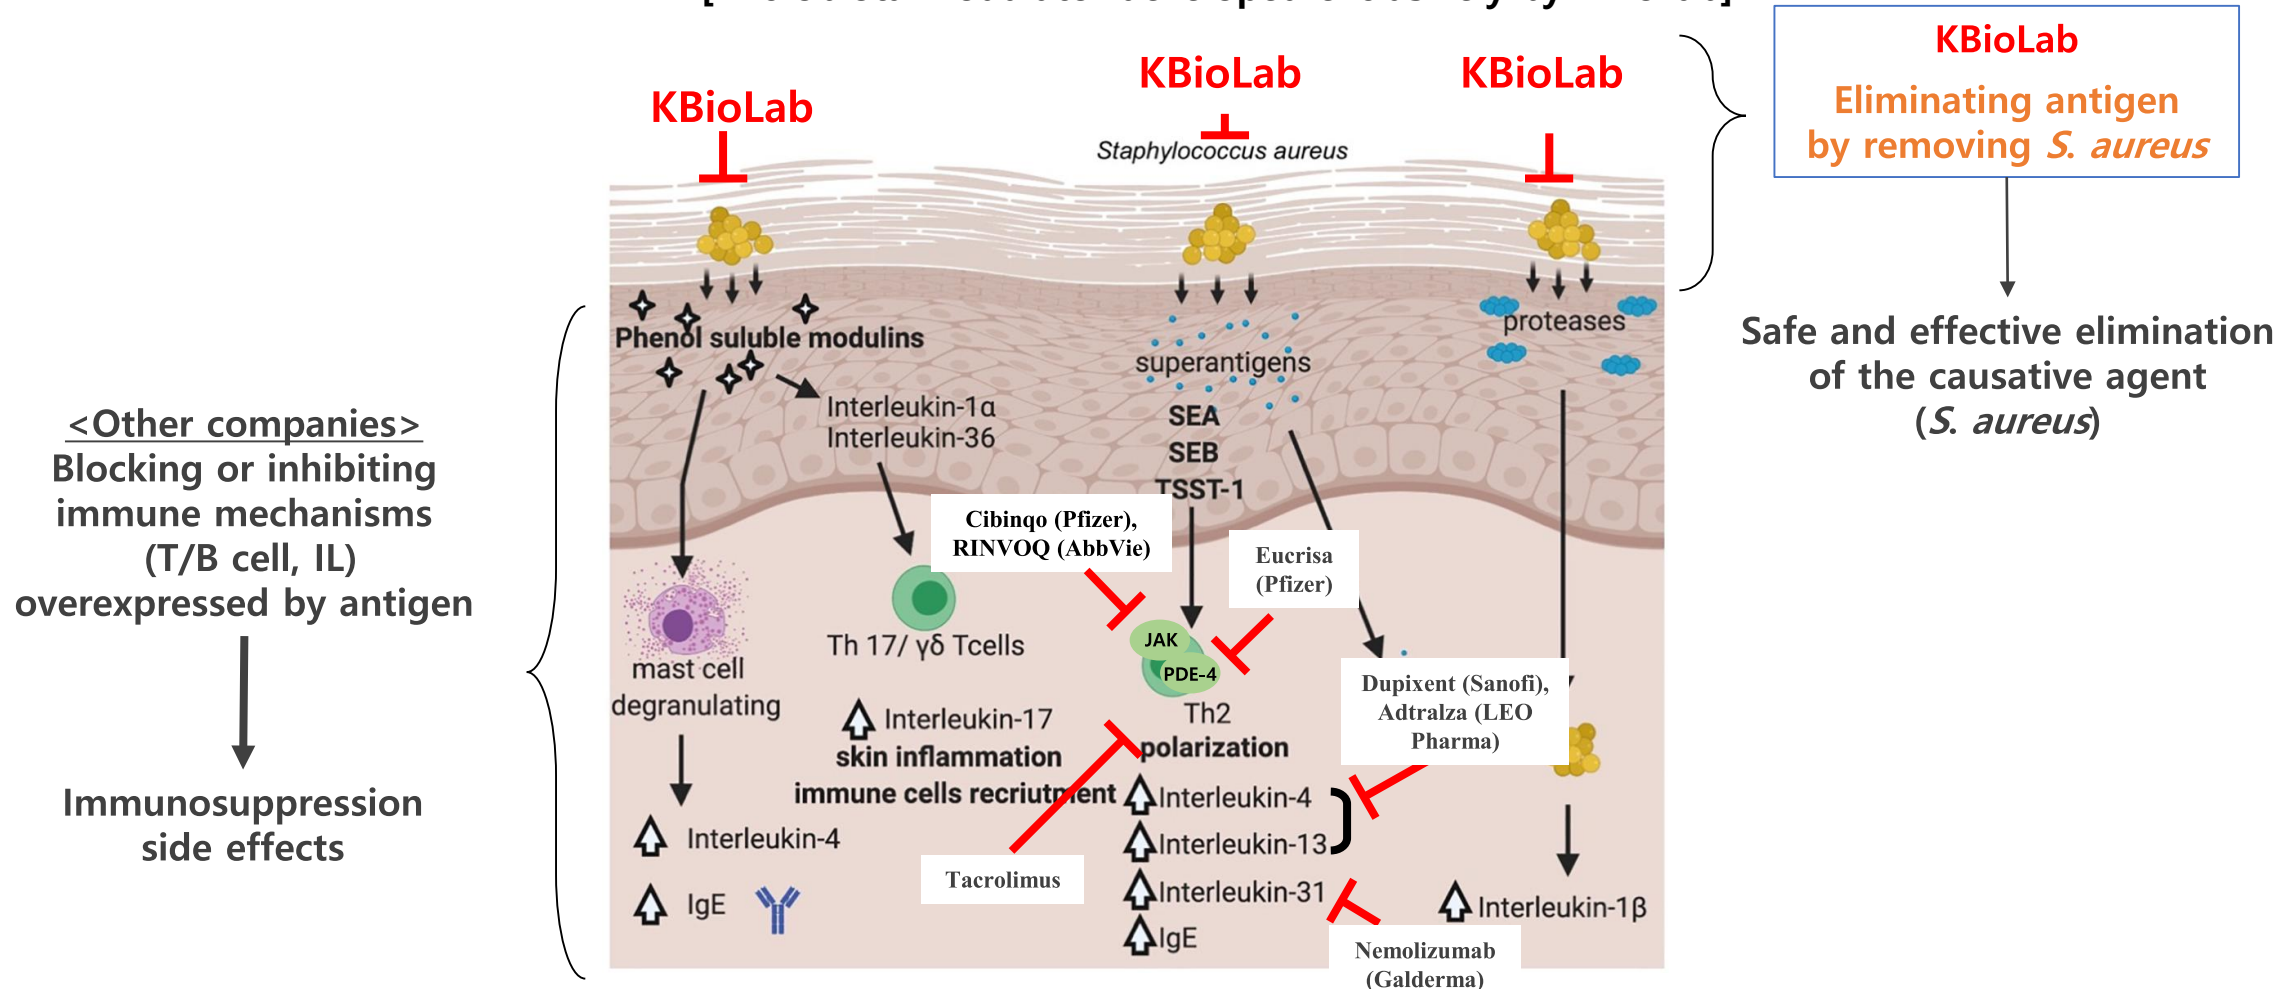 KBioLab
KBioLab
KBioLab
KBioLab
Eliminating antigen
by removing S. aureus
Staphylococcus aureus
Safe and effective elimination
of the causative agent
(S. aureus)
<Other companies>
Blocking or inhibiting
immune mechanisms
(T/B cell, IL)
overexpressed by antigen
Immunosuppression
side effects
Phenol suluble modulins
Interleukin-1α
Interleukin-36
superantigens
SEA
SEB
TSST-1
proteases
Cibinqo (Pfizer),
RINVOQ (AbbVie)
Eucrisa
(Pfizer)
JAK
PDE-4
Th2
polarization
mast cell
degranulating
Th 17/ γδ Tcells
Interleukin-17
skin inflammation
immune cells recriutment
Dupixent (Sanofi),
Adtralza (LEO
Pharma)
Interleukin-4
IgE
Tacrolimus
Interleukin-4
Interleukin-13
Interleukin-31
IgE
Interleukin-1β
Nemolizumab
(Galderma)